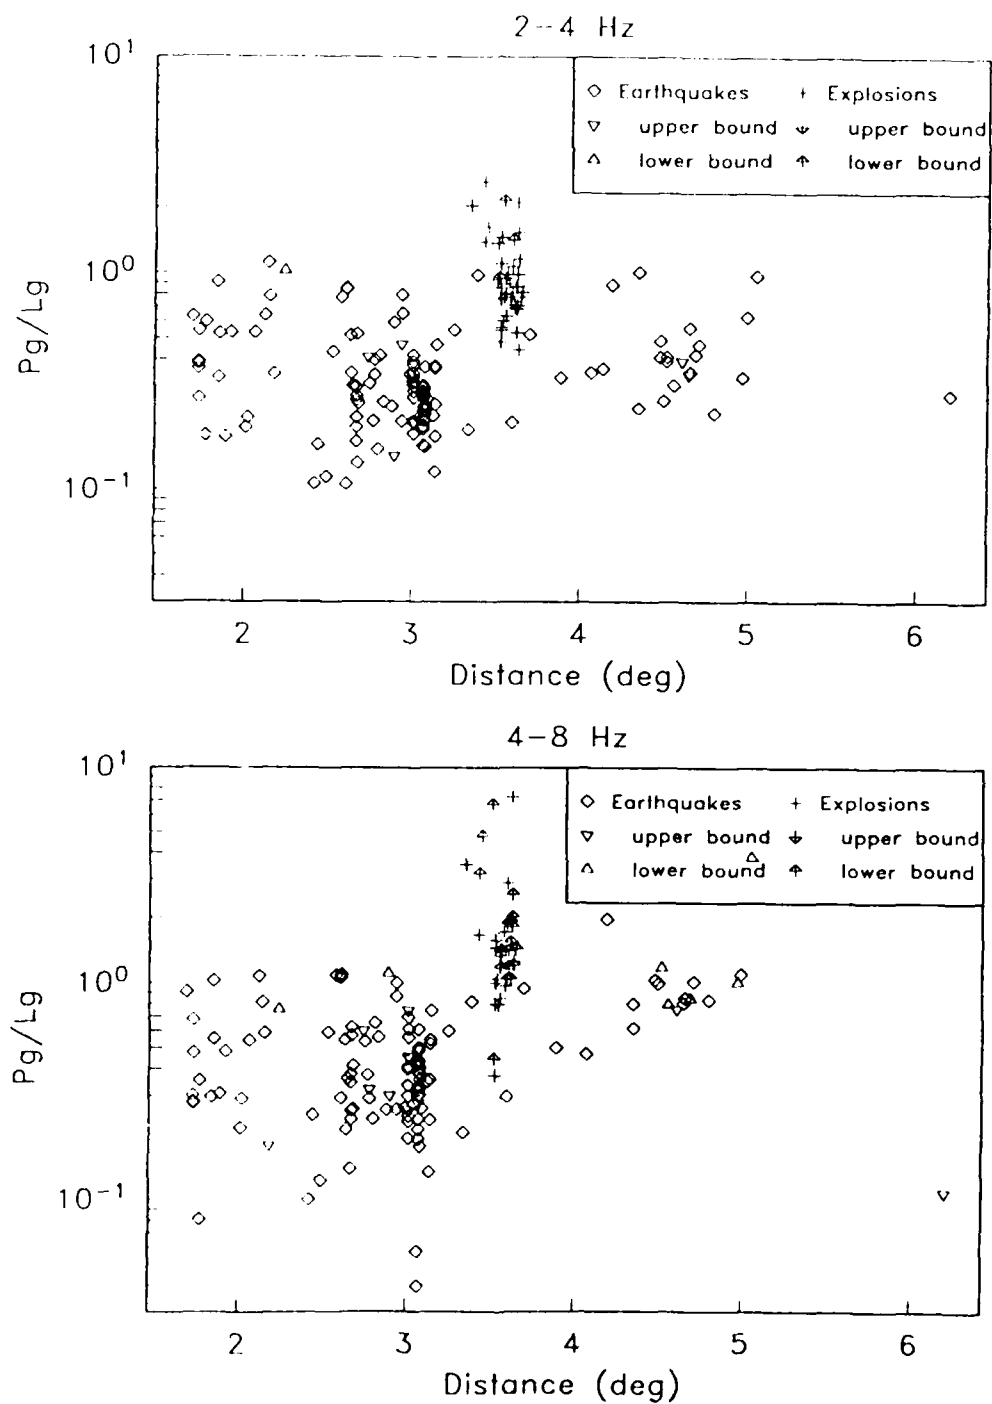 2-4 Hz
10^1
Earthquakes
Explosions
upper bound
upper bound
lower bound
lower bound
10^0
Pg/Lg
10^-1
2 3 4 5 6
Distance (deg)
4-8 Hz
10^1
Earthquakes
Explosions
upper bound
upper bound
lower bound
lower bound
10^0
Pg/Lg
10^-1
2 3 4 5 6
Distance (deg)